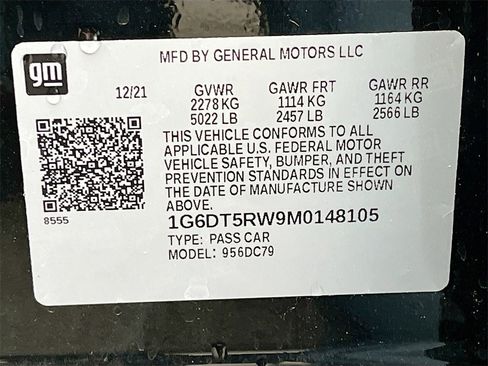 gm
MFD BY GENERAL MOTORS LLC
12/21 GVWR GAWR FRT GAWR RR
2278 KG 1114 KG 1164 KG
5022 LB 2457 LB 2566 LB
THIS VEHICLE CONFORMS TO ALL
APPLICABLE U.S. FEDERAL MOTOR
VEHICLE SAFETY, BUMPER, AND THEFT
PREVENTION STANDARDS IN EFFECT ON
THE DATE OF MANUFACTURE SHOWN
ABOVE.
8555
1G6DT5RW9M0148105
TYPE: PASS CAR
MODEL: 956DC79